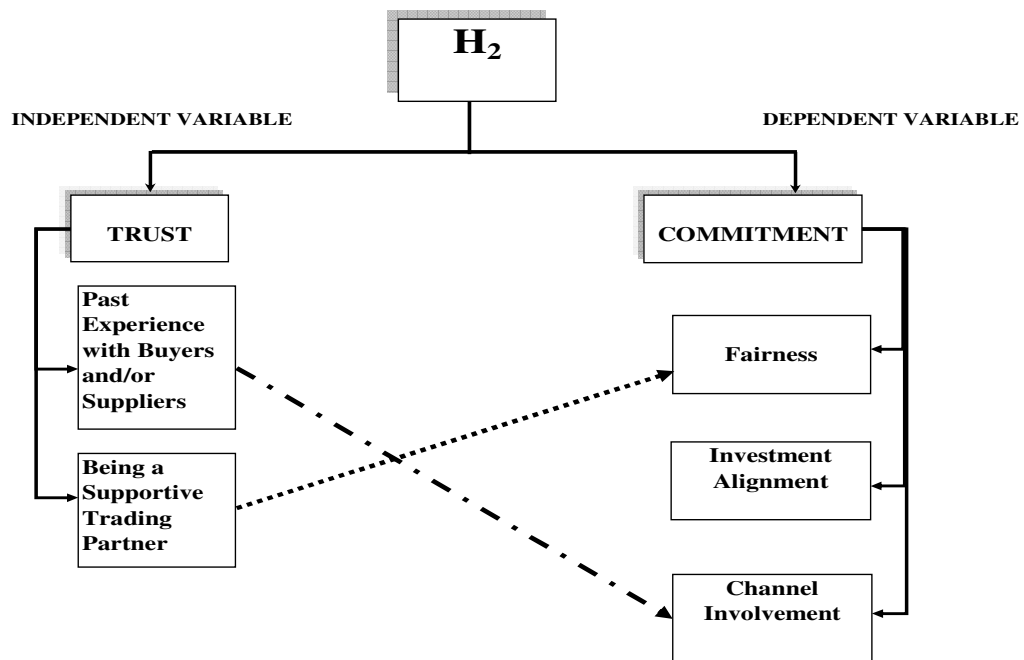 H₂
INDEPENDENT VARIABLE
DEPENDENT VARIABLE
TRUST
COMMITMENT
Past
Experience
with Buyers
and/or
Suppliers
Being a
Supportive
Trading
Partner
Fairness
Investment
Alignment
Channel
Involvement